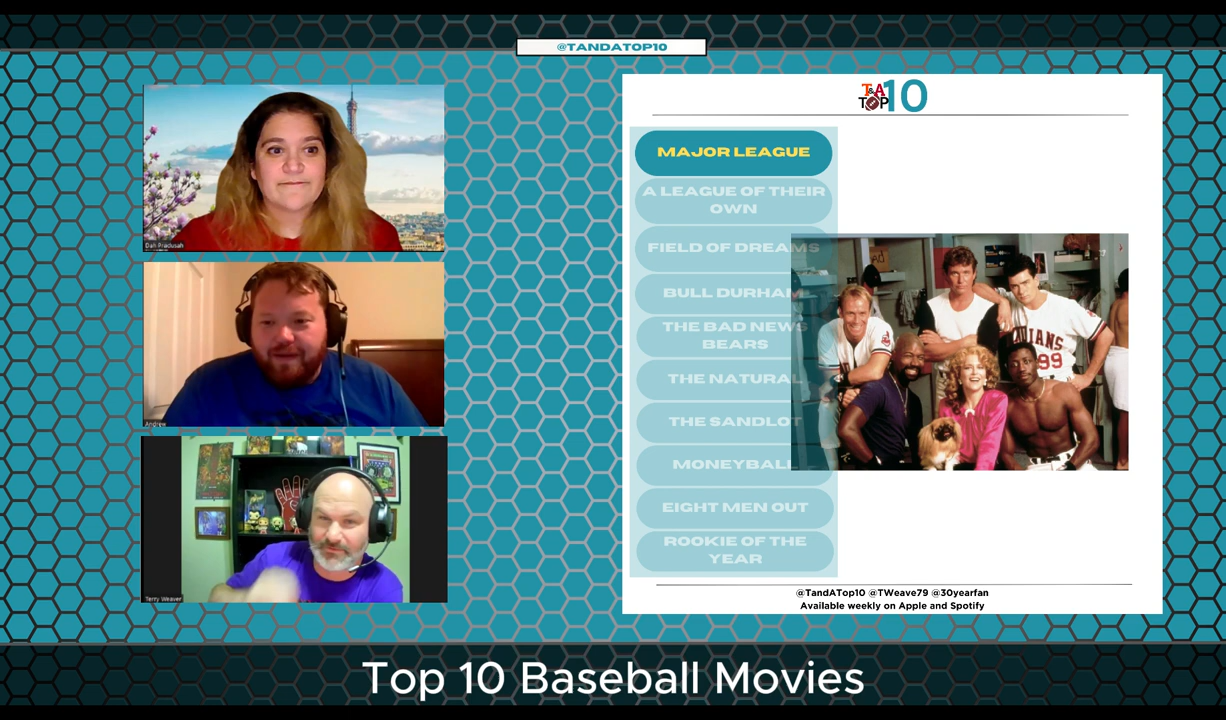 @TANDATOP10
T&A
TOP 10
MAJOR LEAGUE
A LEAGUE OF THEIR
OWN
FIELD OF DREAMS
BULL DURHAM
THE BAD NEWS
BEARS
THE NATURAL
THE SANDLOT
MONEYBALL
EIGHT MEN OUT
ROOKIE OF THE
YEAR
INDIANS
99
Andrew
Terry Weaver
@TandATop10 @TWeave79 @30yearfan
Available weekly on Apple and Spotify
Top 10 Baseball Movies